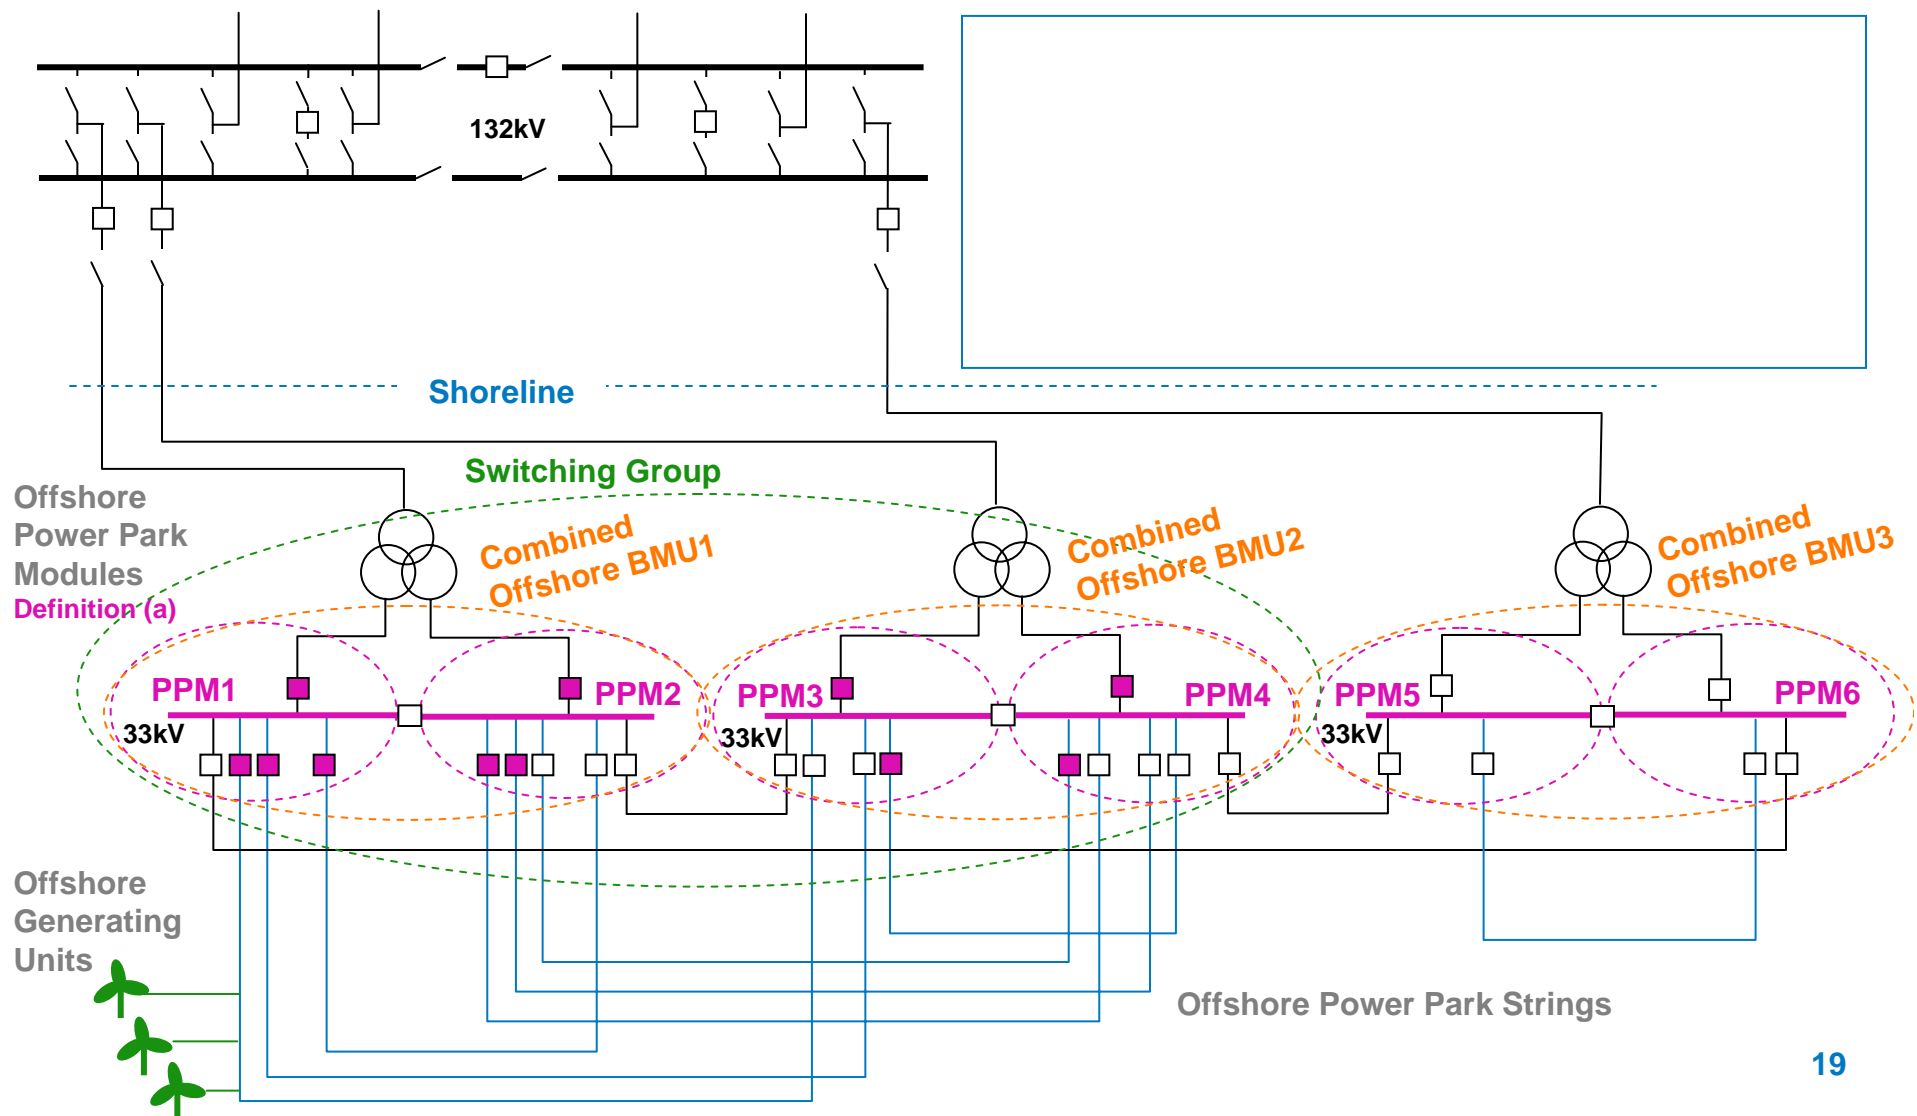 132kV
Shoreline
Switching Group
Offshore
Power Park
Modules
Definition (a)
Combined
Offshore BMU1
Combined
Offshore BMU2
Combined
Offshore BMU3
PPM1
PPM2
PPM3
PPM4
PPM5
PPM6
33kV
33kV
33kV
Offshore
Generating
Units
Offshore Power Park Strings
19